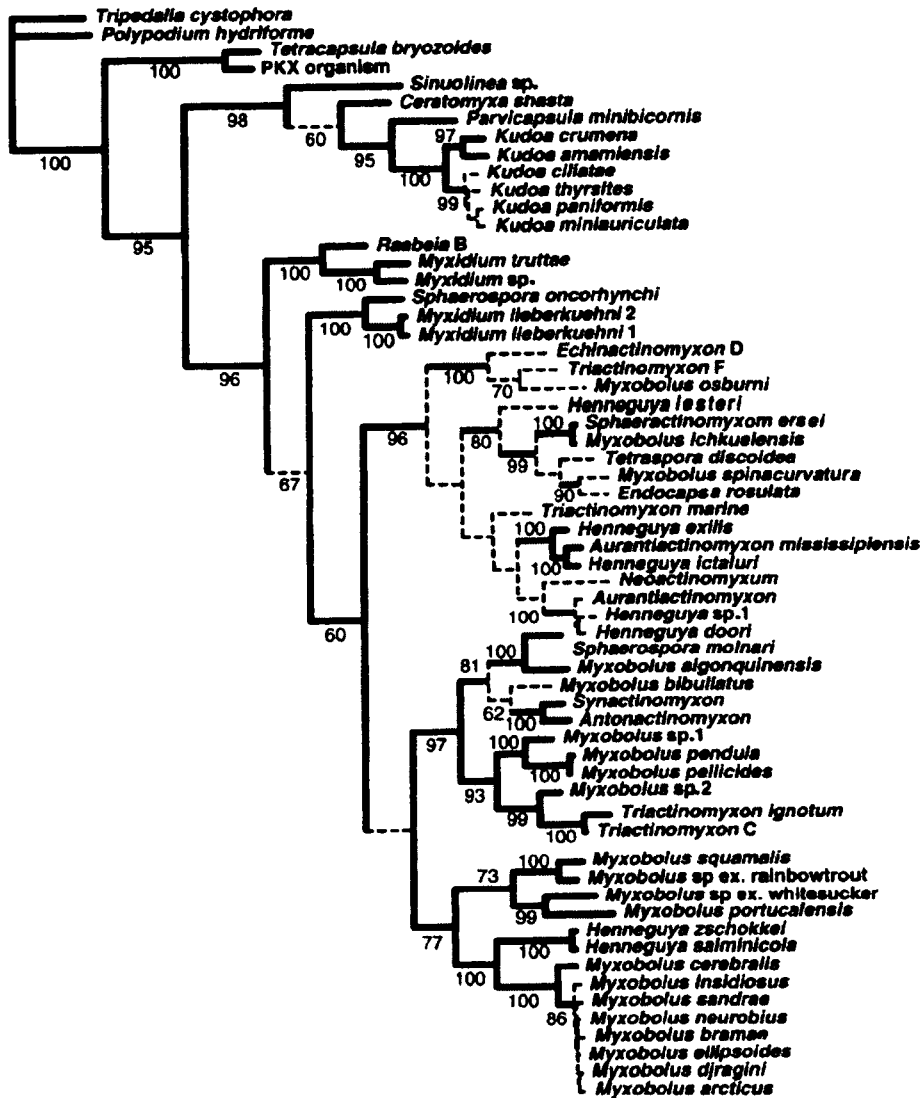 Tripedalia cystophora
Polypodium hydriforme
Tetracapsula bryozoides
100
PKX organism
Sinuolinea sp.
98
Ceratomyxa shasta
60
Parvicapsula minibicornis
95
97
Kudoa crumena
100
Kudoa amamiensis
100
Kudoa ciliatae
99
Kudoa thyrsites
Kudoa paniformis
Kudoa miniauriculata
95
Raabeia B
100
Myxidium truttae
100
Myxidium sp.
Sphaerospora oncorhynchi
100
Myxidium lieberkuehni 2
100
Myxidium lieberkuehni 1
96
Echinactinomyxon D
100
Triactinomyxon F
70
Myxobolus osburni
96
Henneguya lesteri
80
100
Sphaeractinomyxom ersei
Myxobolus ichkuelensis
99
Tetraspora discoidea
67
Myxobolus spinacurvatura
90
Endocapsa rosulata
Triactinomyxon marine
100
Henneguya exilis
Aurantiactinomyxon mississipiensis
100
Henneguya ictaluri
Neoactinomyxum
Aurantiactinomyxon
100
Henneguya sp.1
60
Henneguya doori
100
Sphaerospora molnari
81
Myxobolus algonquinensis
Myxobolus bibullatus
62
Synactinomyxon
100
Antonactinomyxon
97
100
Myxobolus sp.1
Myxobolus pendula
100
Myxobolus pellicides
93
Myxobolus sp.2
99
Triactinomyxon ignotum
100
Triactinomyxon C
100
Myxobolus squamalis
73
Myxobolus sp ex. rainbowtrout
Myxobolus sp ex. whitesucker
99
Myxobolus portucalensis
77
Henneguya zschokkei
100
Henneguya salminicola
100
Myxobolus cerebralis
100
Myxobolus insidiosus
86
Myxobolus sandrae
Myxobolus neurobius
Myxobolus bramae
Myxobolus ellipsoides
Myxobolus djragini
Myxobolus arcticus